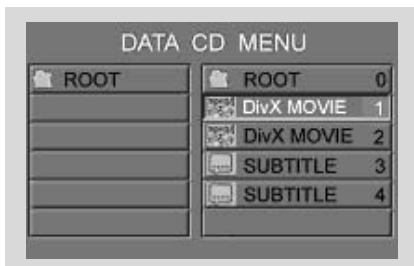 DATA CD MENU
ROOT
ROOT 0
DivX MOVIE 1
DivX MOVIE 2
SUBTITLE 3
SUBTITLE 4